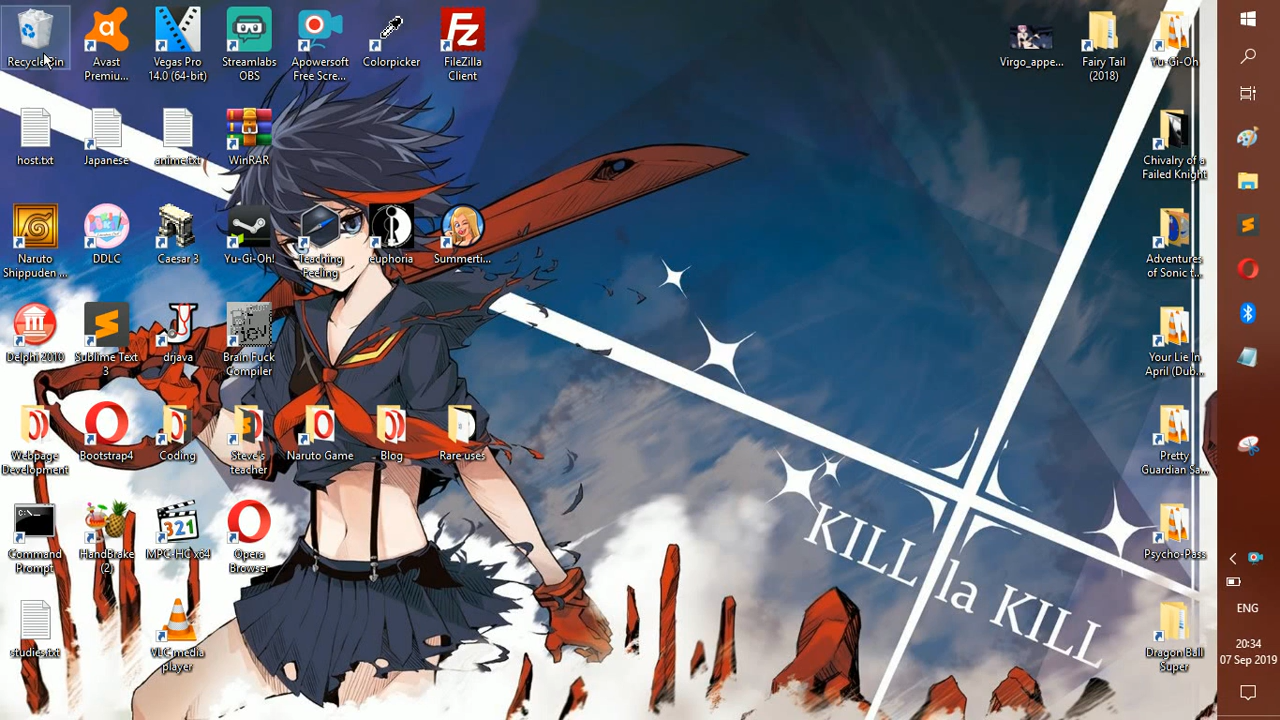 Recycle Bin
Avast
Premiu...
Vegas Pro
14.0 (64-bit)
Streamlabs
OBS
Apowersoft
Free Scre...
Colorpicker
FileZilla
Client
Virgo_appe...
Fairy Tail
(2018)
Yu-Gi-Oh
host.txt
Japanese
anime.txt
WinRAR
Chivalry of a
Failed Knight
Naruto
Shippuden ...
DDLC
Caesar 3
Yu-Gi-Oh!
Teaching
Feeling
euphoria
Summerti...
Adventures
of Sonic t...
Delphi 2010
Sublime Text
3
drjava
Brain Fuck
Compiler
Your Lie In
April (Dub...
Webpage
Development
Bootstrap4
Coding
Steve's
teacher
Naruto Game
Blog
Rare uses
Pretty
Guardian Sa...
Command
Prompt
HandBrake
(2)
MPC-HC x64
321
Opera
Browser
Psycho-Pass
KILL la KILL
studies.txt
VLC media
player
Dragon Ball
Super
ENG
20:34
07 Sep 2019